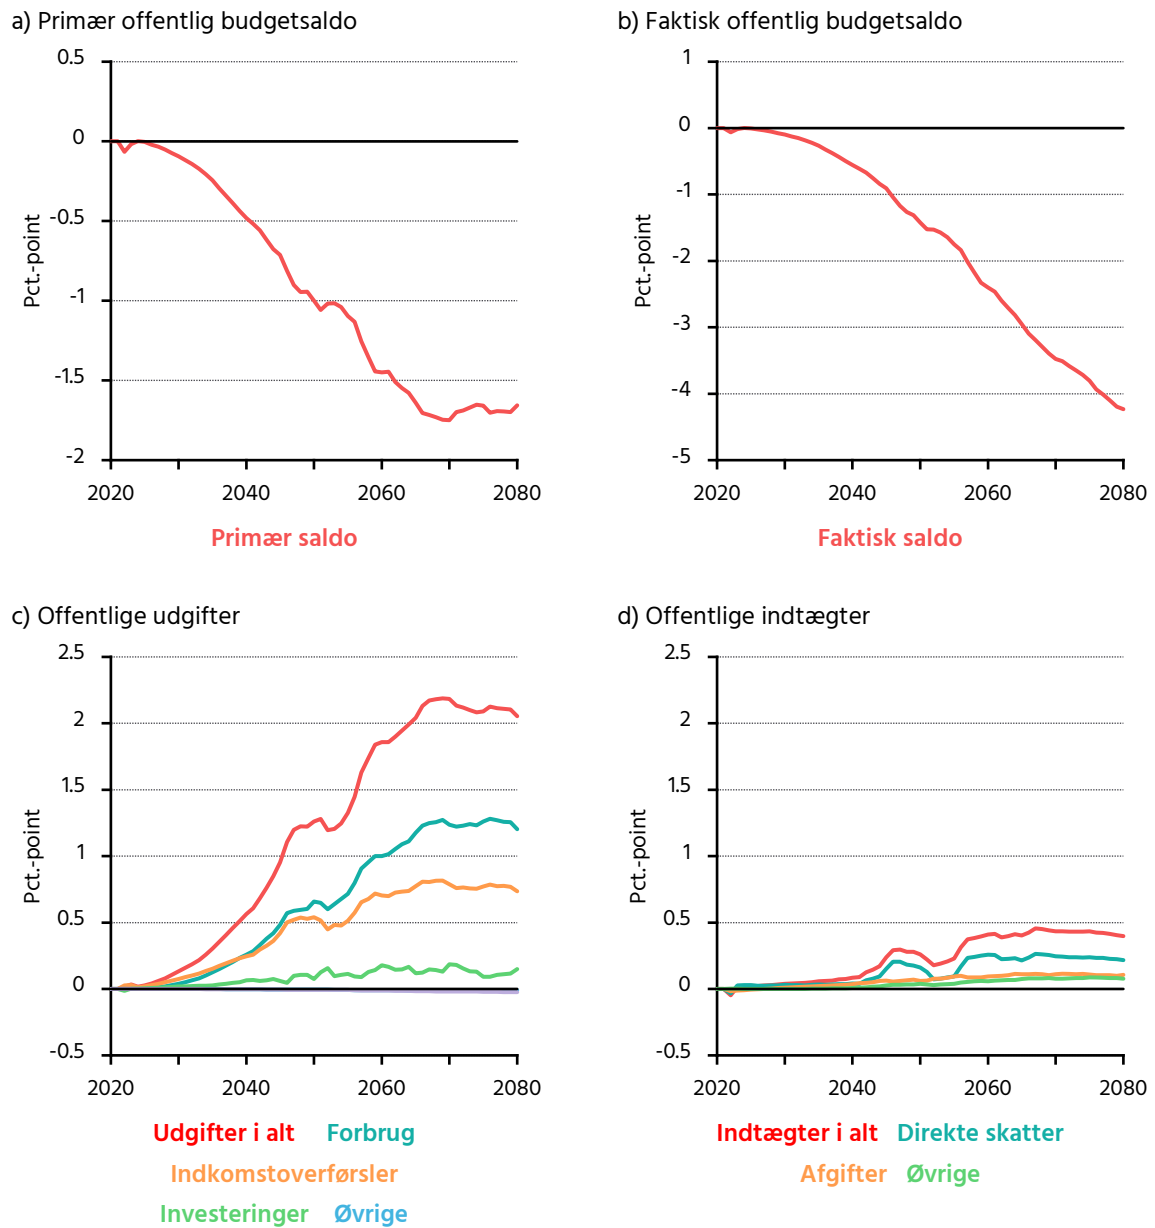 a) Primær offentlig budgetsaldo
0.5
0
-0.5
-1
-1.5
-2
Pct.-point
2020 2040 2060 2080
Primær saldo
b) Faktisk offentlig budgetsaldo
1
0
-1
-2
-3
-4
-5
Pct.-point
2020 2040 2060 2080
Faktisk saldo
c) Offentlige udgifter
2.5
2
1.5
1
0.5
0
-0.5
Pct.-point
2020 2040 2060 2080
Udgifter i alt Forbrug
Indkomstoverførsler
Investeringer Øvrige
d) Offentlige indtægter
2.5
2
1.5
1
0.5
0
-0.5
Pct.-point
2020 2040 2060 2080
Indtægter i alt Direkte skatter
Afgifter Øvrige